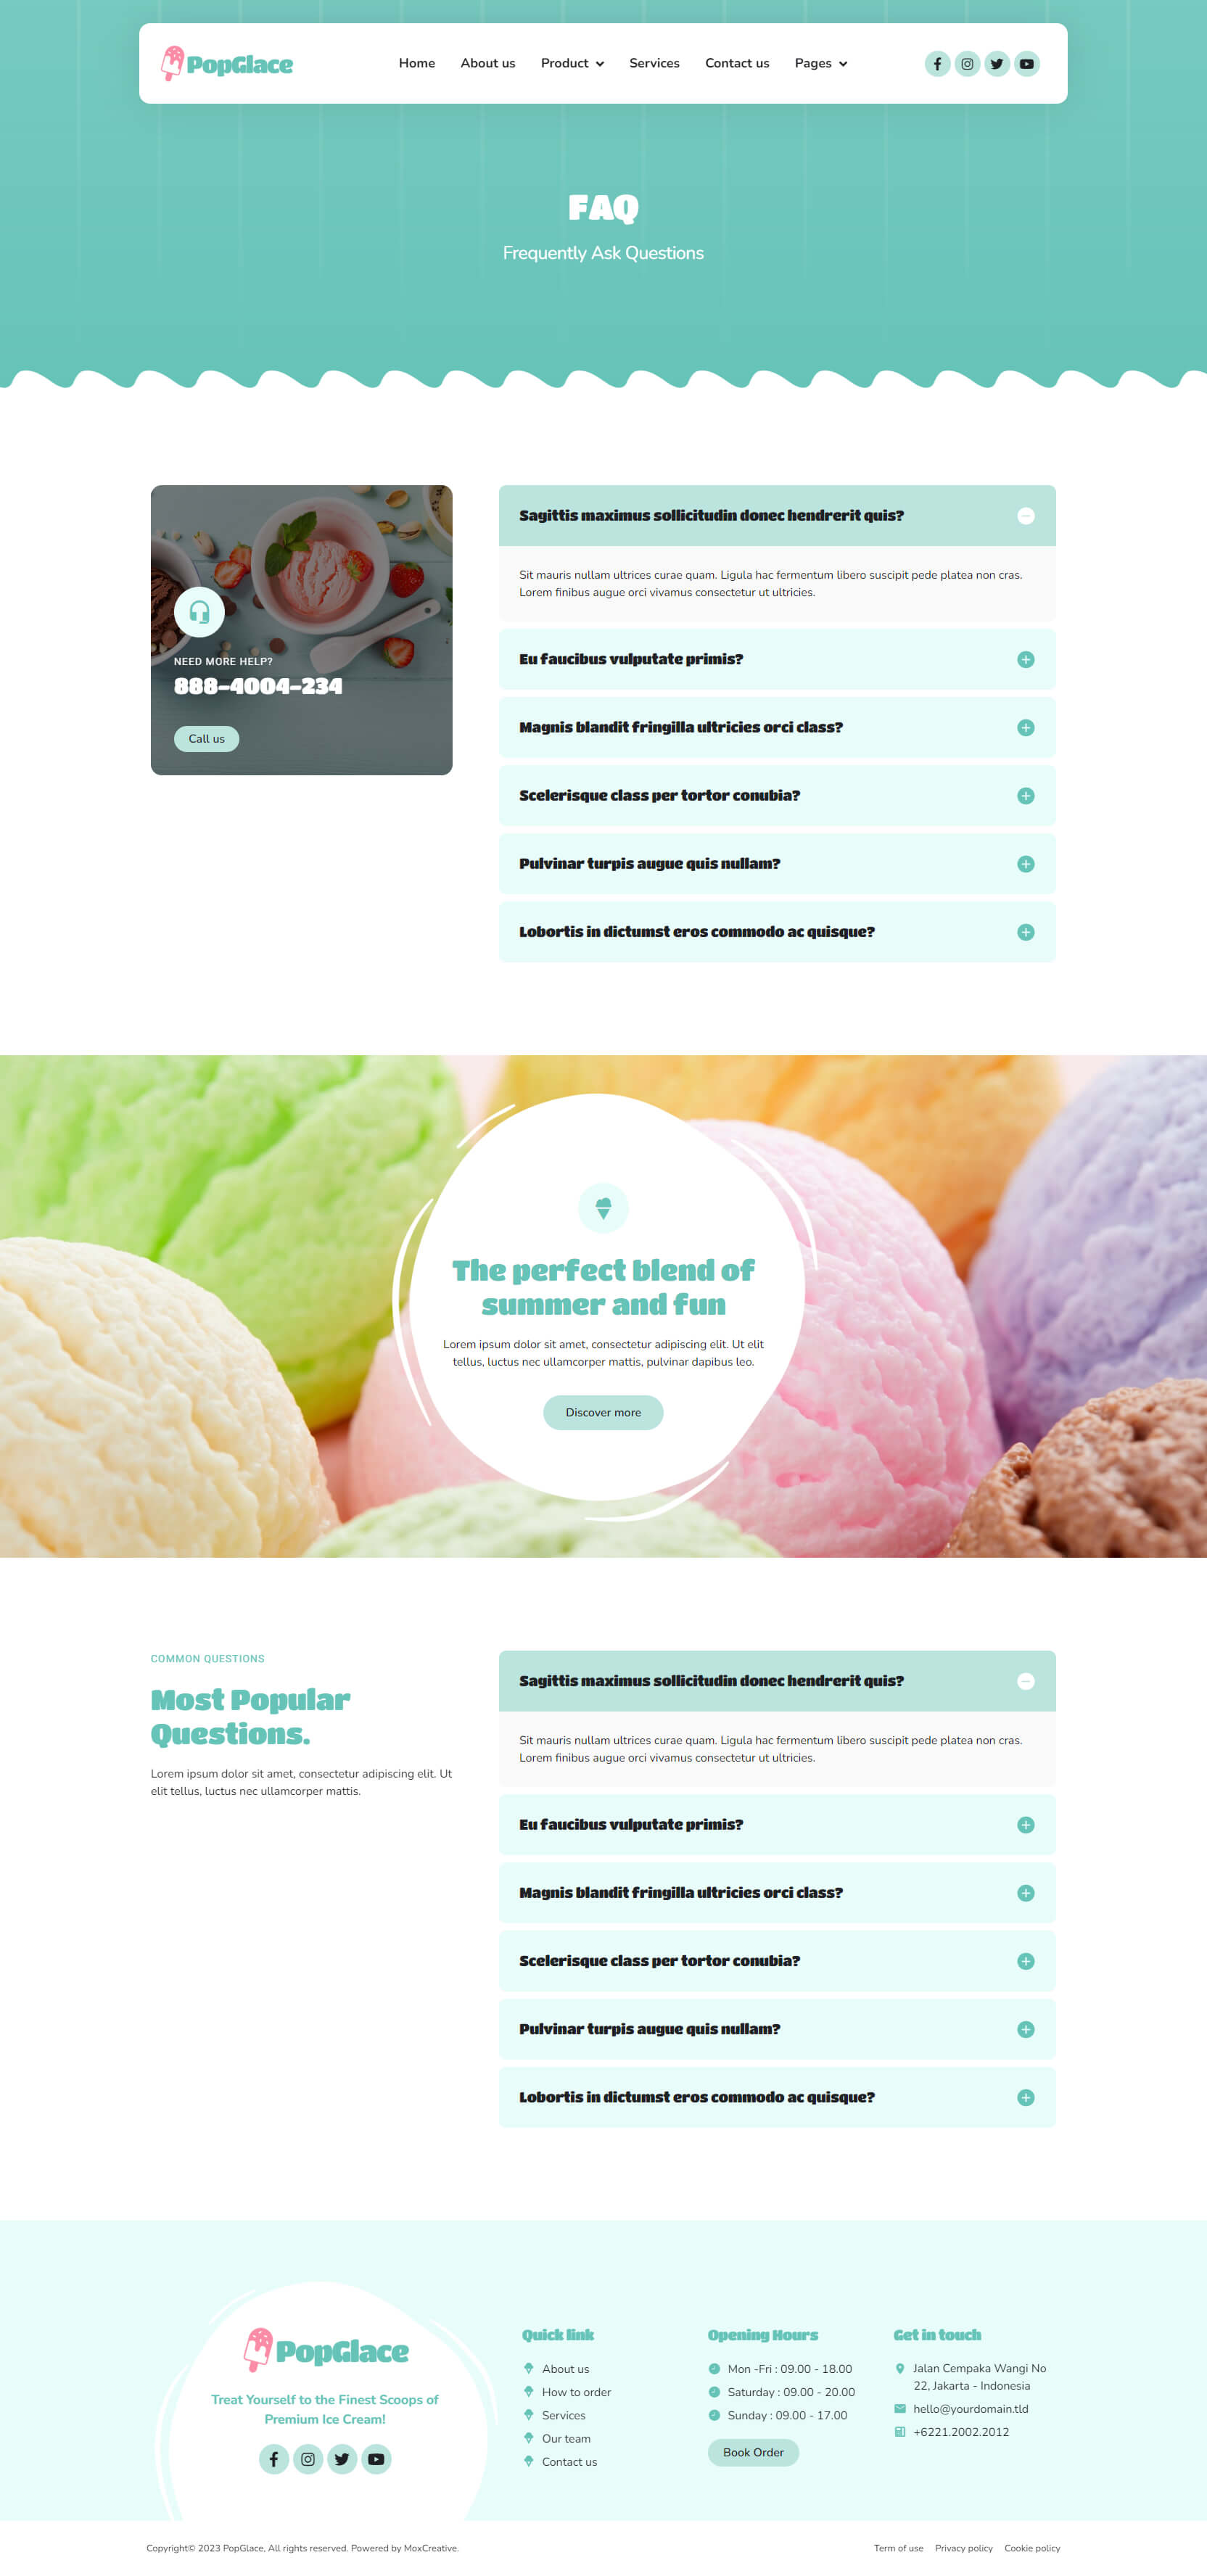 PopGlace
Home
About us
Product
Services
Contact us
Pages
FAQ
Frequently Ask Questions
NEED MORE HELP?
888-4004-234
Call us
Sagittis maximus sollicitudin donec hendrerit quis?
Sit mauris nullam ultrices curae quam. Ligula hac fermentum libero suscipit pede platea non cras.
Lorem finibus augue orci vivamus consectetur ut ultricies.
Eu faucibus vulputate primis?
Magnis blandit fringilla ultricies orci class?
Scelerisque class per tortor conubia?
Pulvinar turpis augue quis nullam?
Lobortis in dictumst eros commodo ac quisque?
The perfect blend of
summer and fun
Lorem ipsum dolor sit amet, consectetur adipiscing elit. Ut elit
tellus, luctus nec ullamcorper mattis, pulvinar dapibus leo.
Discover more
COMMON QUESTIONS
Most Popular
Questions.
Lorem ipsum dolor sit amet, consectetur adipiscing elit. Ut
elit tellus, luctus nec ullamcorper mattis.
Sagittis maximus sollicitudin donec hendrerit quis?
Sit mauris nullam ultrices curae quam. Ligula hac fermentum libero suscipit pede platea non cras.
Lorem finibus augue orci vivamus consectetur ut ultricies.
Eu faucibus vulputate primis?
Magnis blandit fringilla ultricies orci class?
Scelerisque class per tortor conubia?
Pulvinar turpis augue quis nullam?
Lobortis in dictumst eros commodo ac quisque?
PopGlace
Treat Yourself to the Finest Scoops of
Premium Ice Cream!
Quick link
About us
How to order
Services
Our team
Contact us
Opening Hours
Mon -Fri : 09.00 - 18.00
Saturday : 09.00 - 20.00
Sunday : 09.00 - 17.00
Book Order
Get in touch
Jalan Cempaka Wangi No
22, Jakarta - Indonesia
hello@yourdomain.tld
+6221.2002.2012
Copyright© 2023 PopGlace, All rights reserved. Powered by MoxCreative.
Term of use
Privacy policy
Cookie policy